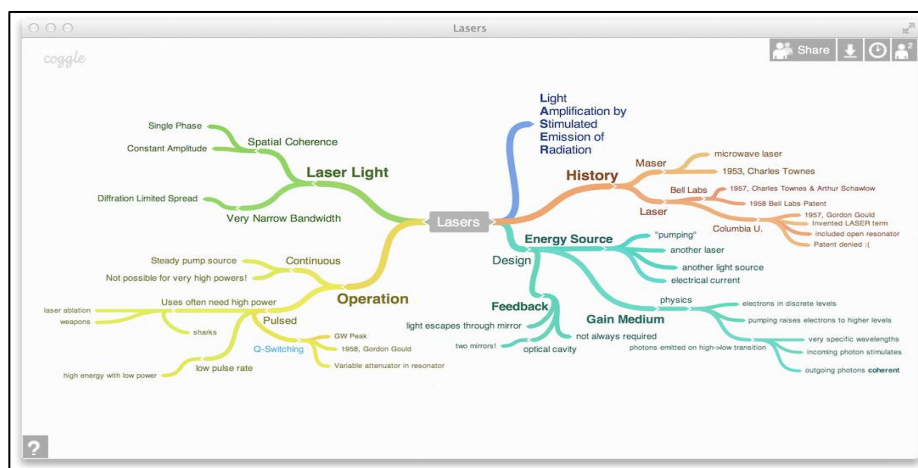 Lasers
coggle
Share
2
Light
Amplification by
Stimulated
Emission of
Radiation
Single Phase
Constant Amplitude
Spatial Coherence
Laser Light
Diffration Limited Spread
Very Narrow Bandwidth
Lasers
History
Maser
microwave laser
1953, Charles Townes
Laser
Bell Labs
1957, Charles Townes & Arthur Schawlow
1958 Bell Labs Patent
Columbia U.
1957, Gordon Gould
Invented LASER term
included open resonator
Patent denied :(
Steady pump source
Not possible for very high powers!
Continuous
Operation
Uses often need high power
laser ablation
weapons
sharks
Pulsed
Q-Switching
GW Peak
1958, Gordon Gould
Variable attenuator in resonator
low pulse rate
high energy with low power
Design
Energy Source
"pumping"
another laser
another light source
electrical current
Feedback
light escapes through mirror
two mirrors!
optical cavity
not always required
Gain Medium
physics
electrons in discrete levels
pumping raises electrons to higher levels
photons emitted on high->low transition
very specific wavelengths
incoming photon stimulates
outgoing photons coherent
?